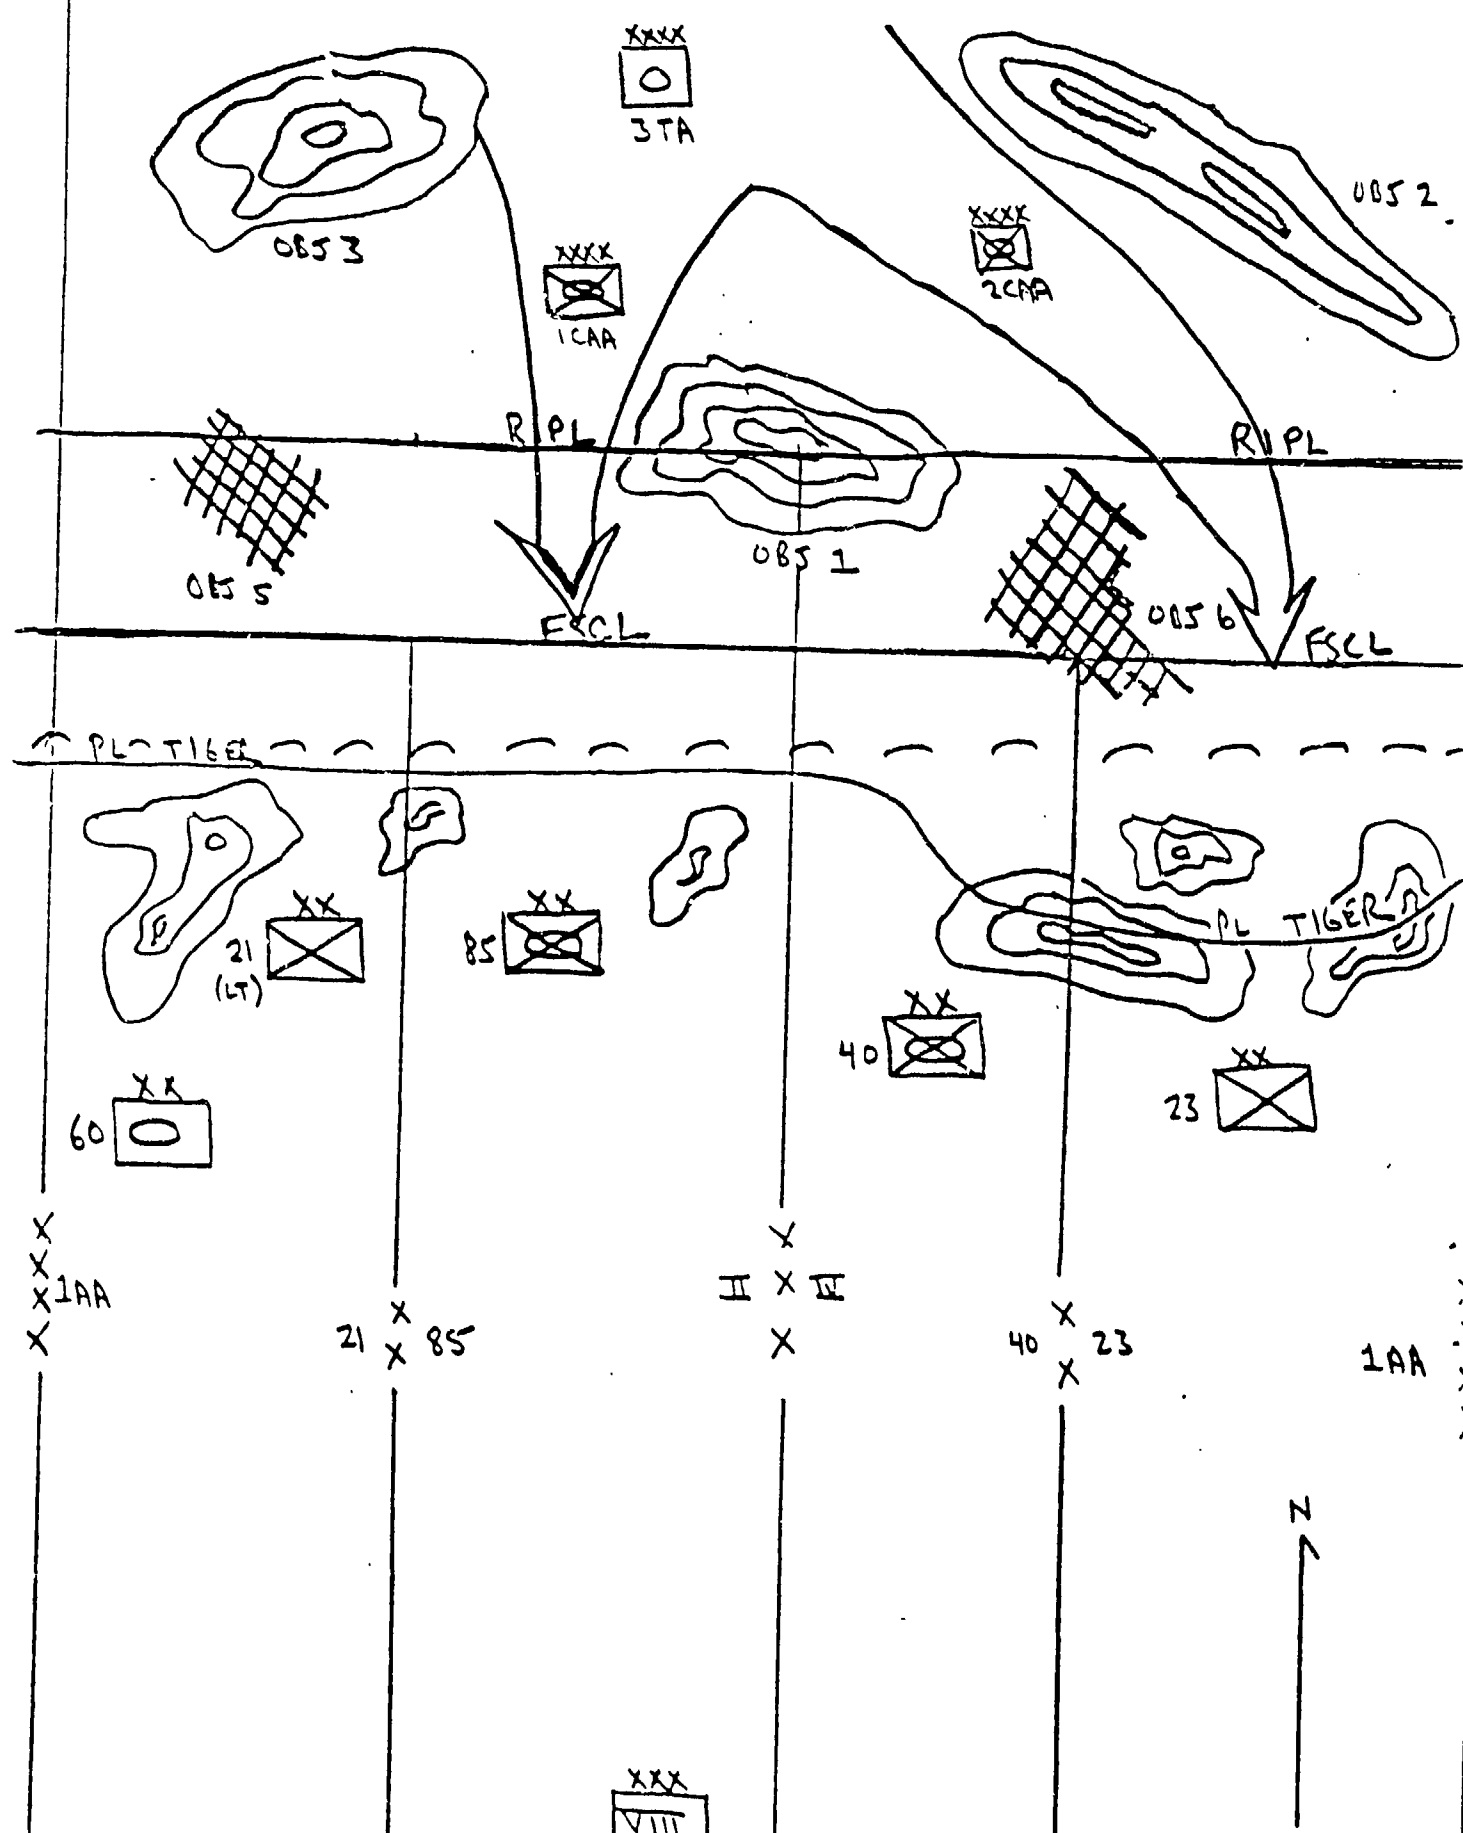 XXXX
3TA
OBJ 2
XXXX
2CAA
OBJ 3
XXXX
1CAA
R I PL
R I PL
OBJ 5
OBJ 1
OBJ 6
FSCL
FSCL
PL TIGER
XX
21
(LT)
XX
85
PL TIGER
XX
40
XX
23
XX
60
X
X
X 1AA
X
X
II X IV
X
X
21 X 85
X
40 23
X
1AA
N
XXX
VIII